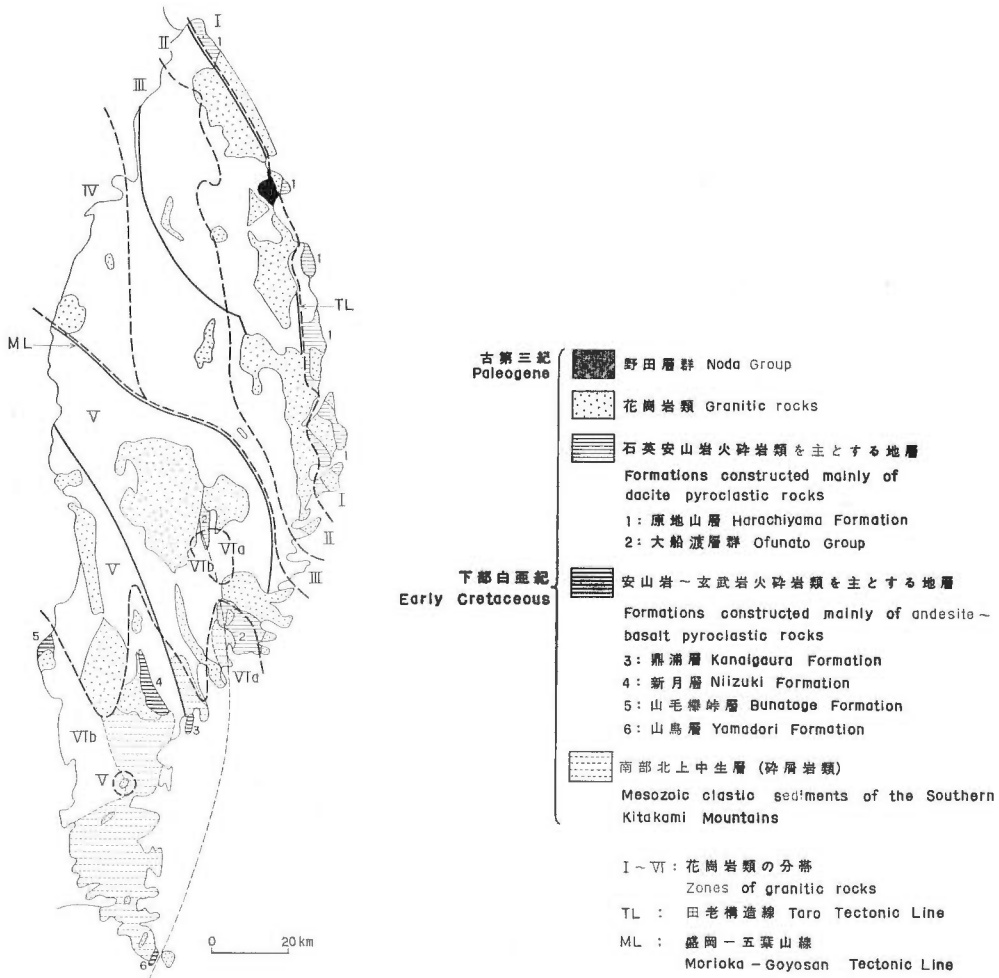 I
II
1
III
IV
1
1
TL
1
ML
V
I
2
VIa
VIb
II
III
V
5
2
4
VIa
3
VIb
V
6
0 20 km
古第三紀
Paleogene
野田層群 Noda Group
花崗岩類 Granitic rocks
石英安山岩火砕岩類を主とする地層
Formations constructed mainly of
dacite pyroclastic rocks
1: 原地山層 Harachiyama Formation
2: 大船渡層群 Ofunato Group
下部白亜紀
Early Cretaceous
安山岩~玄武岩火砕岩類を主とする地層
Formations constructed mainly of andesite~
basalt pyroclastic rocks
3: 鼎浦層 Kanaigaura Formation
4: 新月層 Niizuki Formation
5: 山毛欅峠層 Bunatoge Formation
6: 山鳥層 Yamadori Formation
南部北上中生層 (砕屑岩類)
Mesozoic clastic sediments of the Southern
Kitakami Mountains
I~VI: 花崗岩類の分帯
Zones of granitic rocks
TL : 田老構造線 Taro Tectonic Line
ML : 盛岡－五葉山線
Morioka-Goyosan Tectonic Line